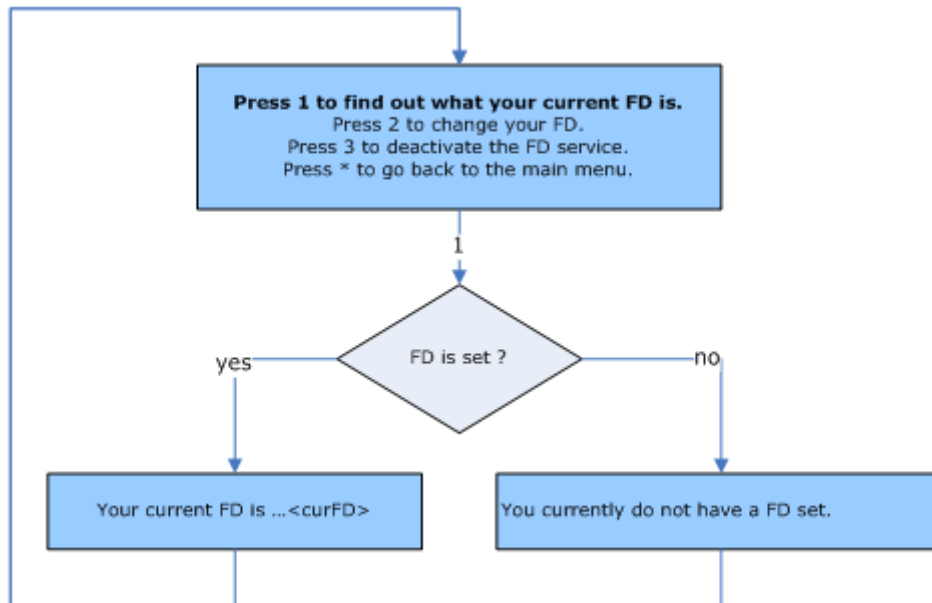 Press 1 to find out what your current FD is.
Press 2 to change your FD.
Press 3 to deactivate the FD service.
Press * to go back to the main menu.
1
FD is set ?
yes
no
Your current FD is ...<curFD>
You currently do not have a FD set.